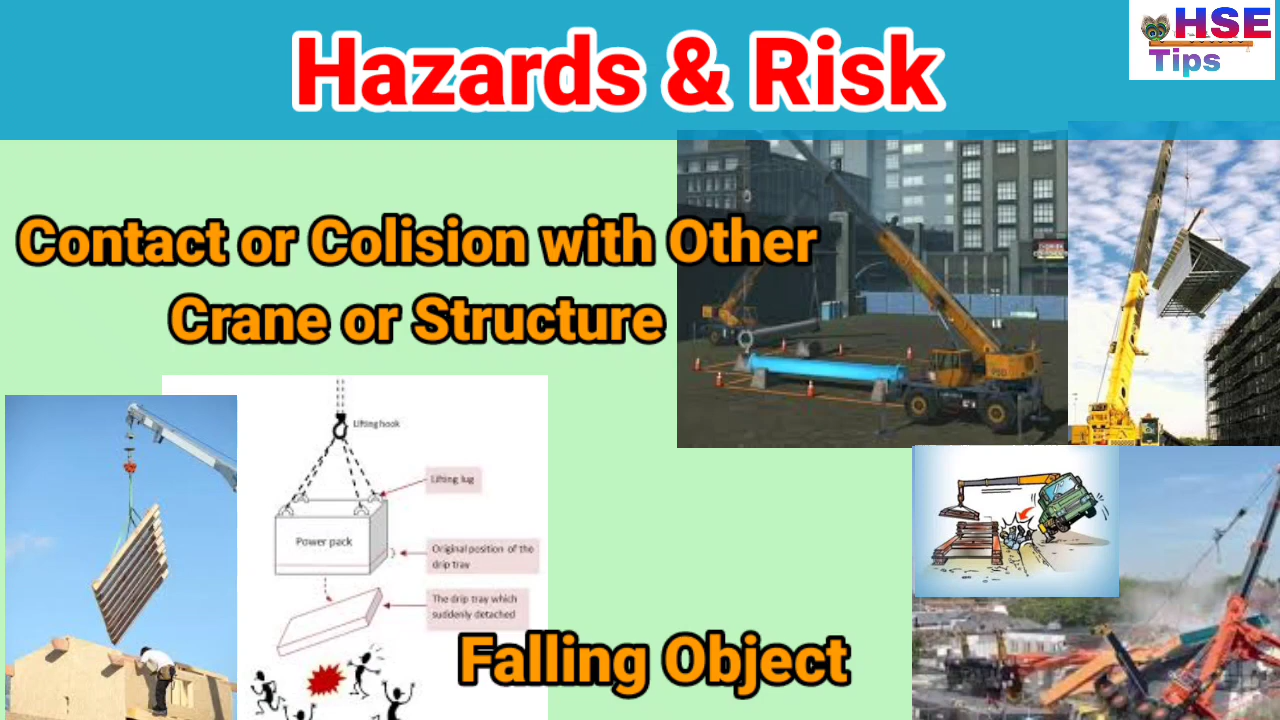 Hazards & Risk
HSE
Tips
Contact or Colision with Other
Crane or Structure
Lifting hook
Lifting lug
Power pack
Original position of the
drip tray
The drip tray which
suddenly detached
Falling Object